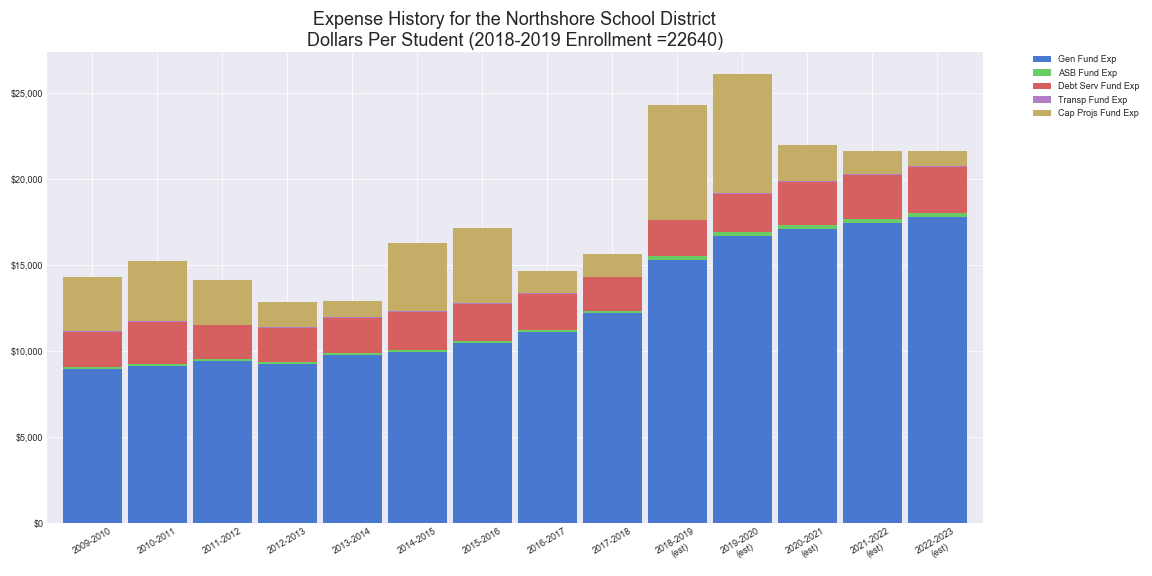 Expense History for the Northshore School District
Dollars Per Student (2018-2019 Enrollment =22640)
Gen Fund Exp
ASB Fund Exp
Debt Serv Fund Exp
Transp Fund Exp
Cap Projs Fund Exp
$25,000
$20,000
$15,000
$10,000
$5,000
$0
2009-2010
2010-2011
2011-2012
2012-2013
2013-2014
2014-2015
2015-2016
2016-2017
2017-2018
2018-2019
(est)
2019-2020
(est)
2020-2021
(est)
2021-2022
(est)
2022-2023
(est)